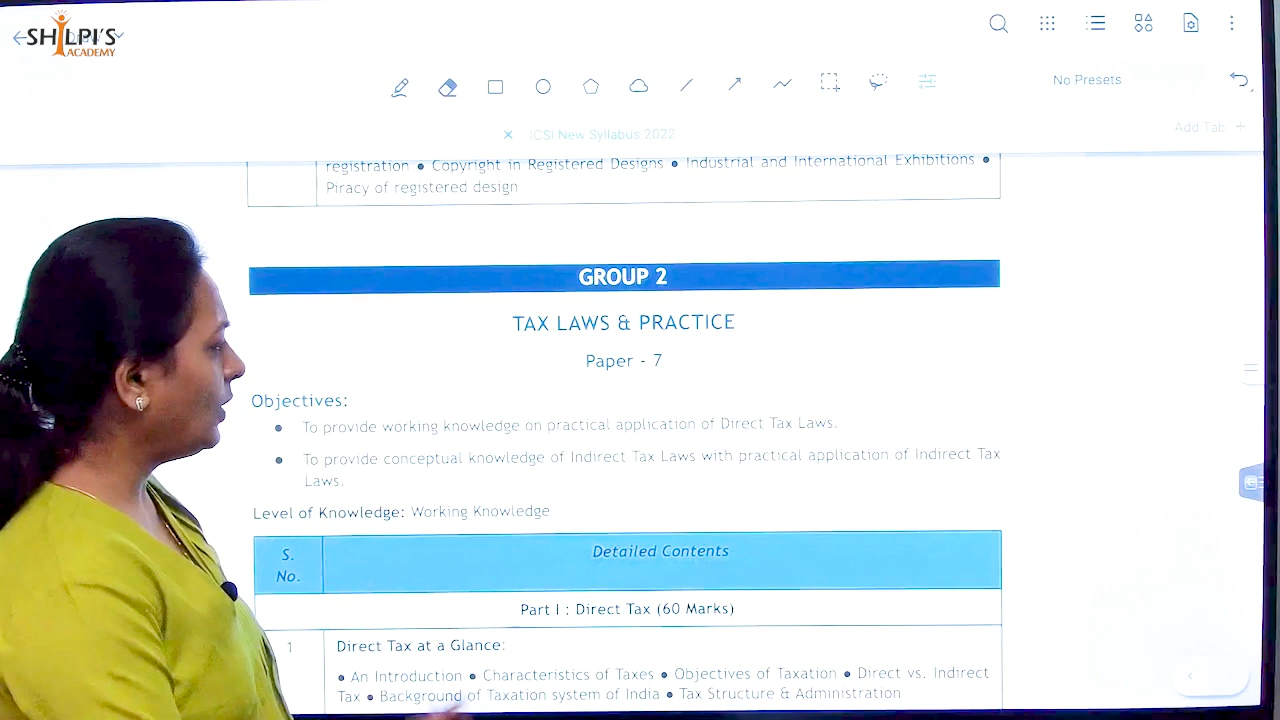 SHILPI'S
ACADEMY
No Presets
ICSI New Syllabus 2022
Add Tab +
registration • Copyright in Registered Designs • Industrial and International Exhibitions •
Piracy of registered design
GROUP 2
TAX LAWS & PRACTICE
Paper - 7
Objectives:
• To provide working knowledge on practical application of Direct Tax Laws.
• To provide conceptual knowledge of Indirect Tax Laws with practical application of Indirect Tax
Laws.
Level of Knowledge: Working Knowledge
S.
No.
Detailed Contents
Part I : Direct Tax (60 Marks)
1
Direct Tax at a Glance:
• An Introduction • Characteristics of Taxes • Objectives of Taxation • Direct vs. Indirect
Tax • Background of Taxation system of India • Tax Structure & Administration